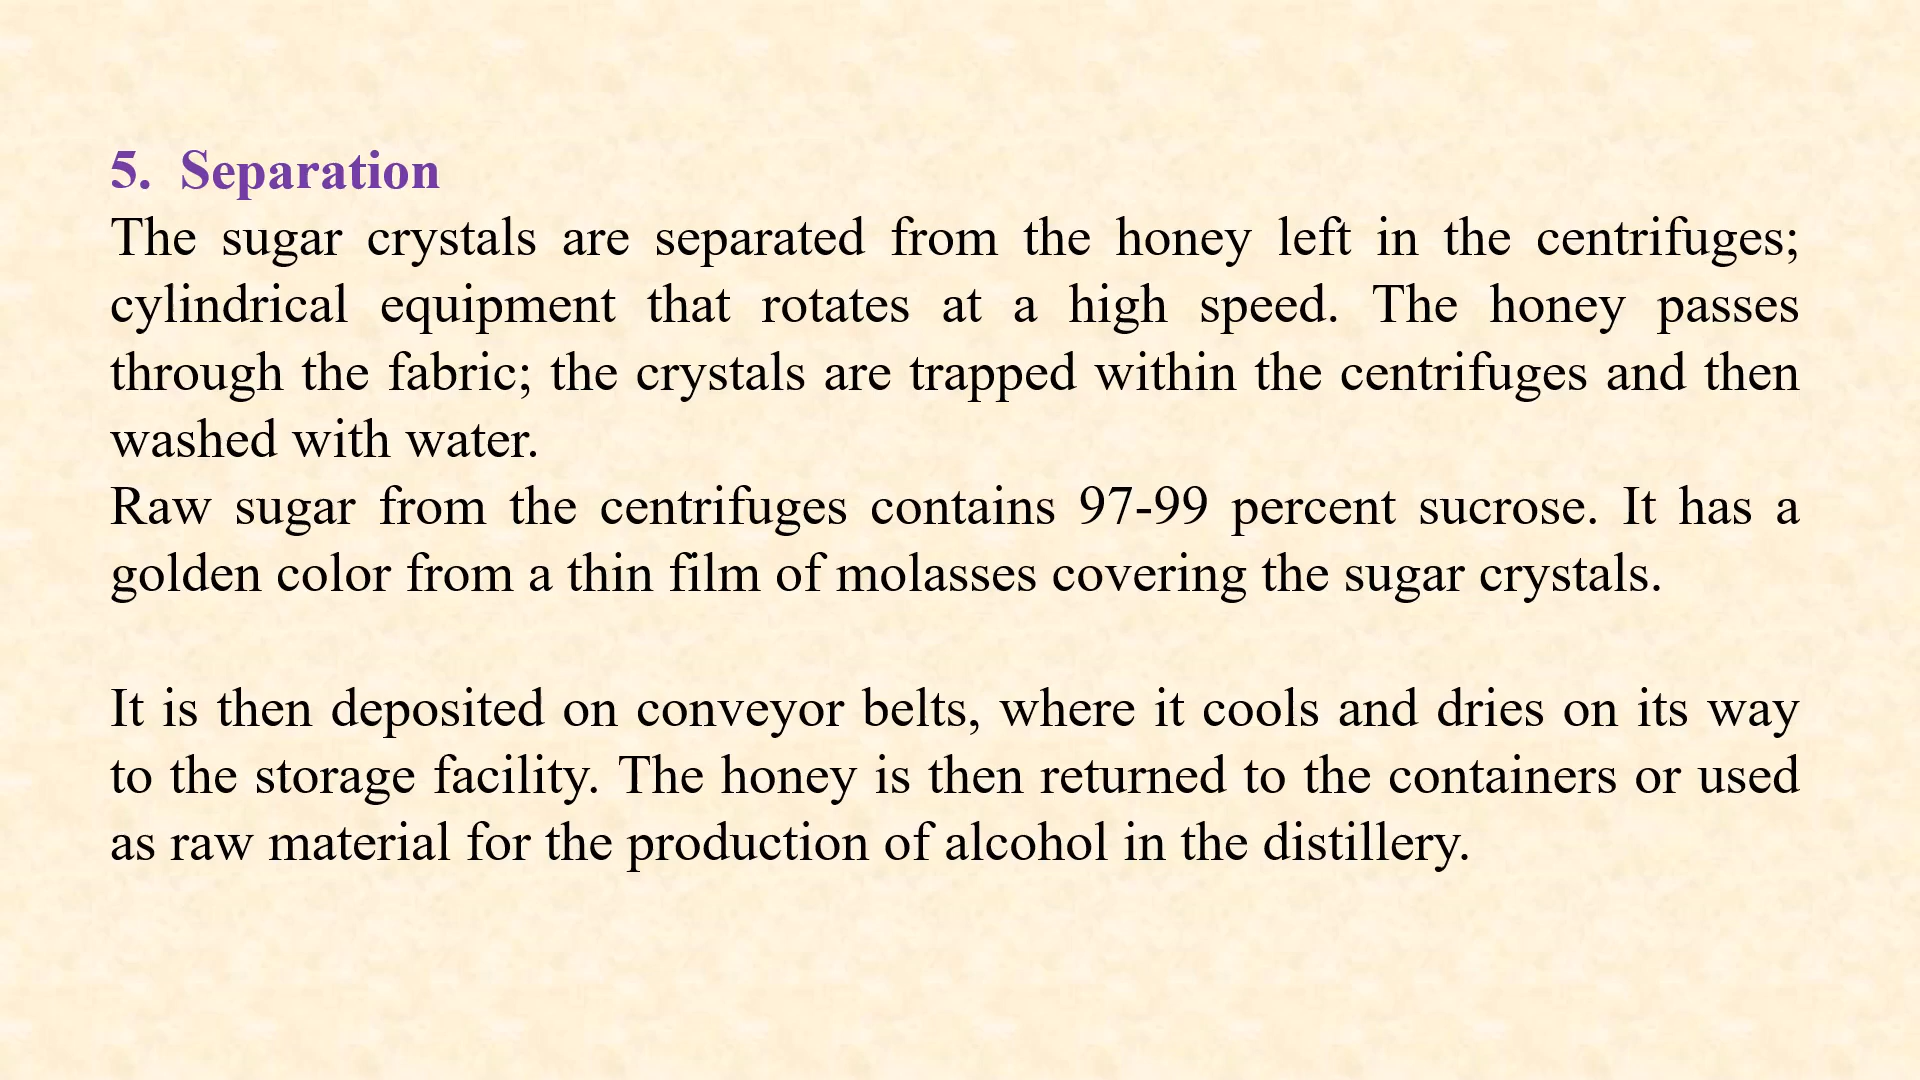 5. Separation
The sugar crystals are separated from the honey left in the centrifuges;
cylindrical equipment that rotates at a high speed. The honey passes
through the fabric; the crystals are trapped within the centrifuges and then
washed with water.
Raw sugar from the centrifuges contains 97-99 percent sucrose. It has a
golden color from a thin film of molasses covering the sugar crystals.
It is then deposited on conveyor belts, where it cools and dries on its way
to the storage facility. The honey is then returned to the containers or used
as raw material for the production of alcohol in the distillery.